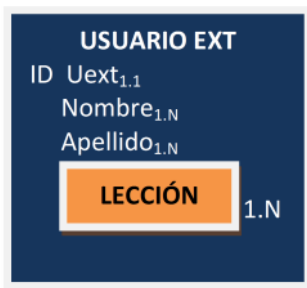 USUARIO EXT
ID Uext1.1
Nombre1.N
Apellido1.N
LECCIÓN
1.N